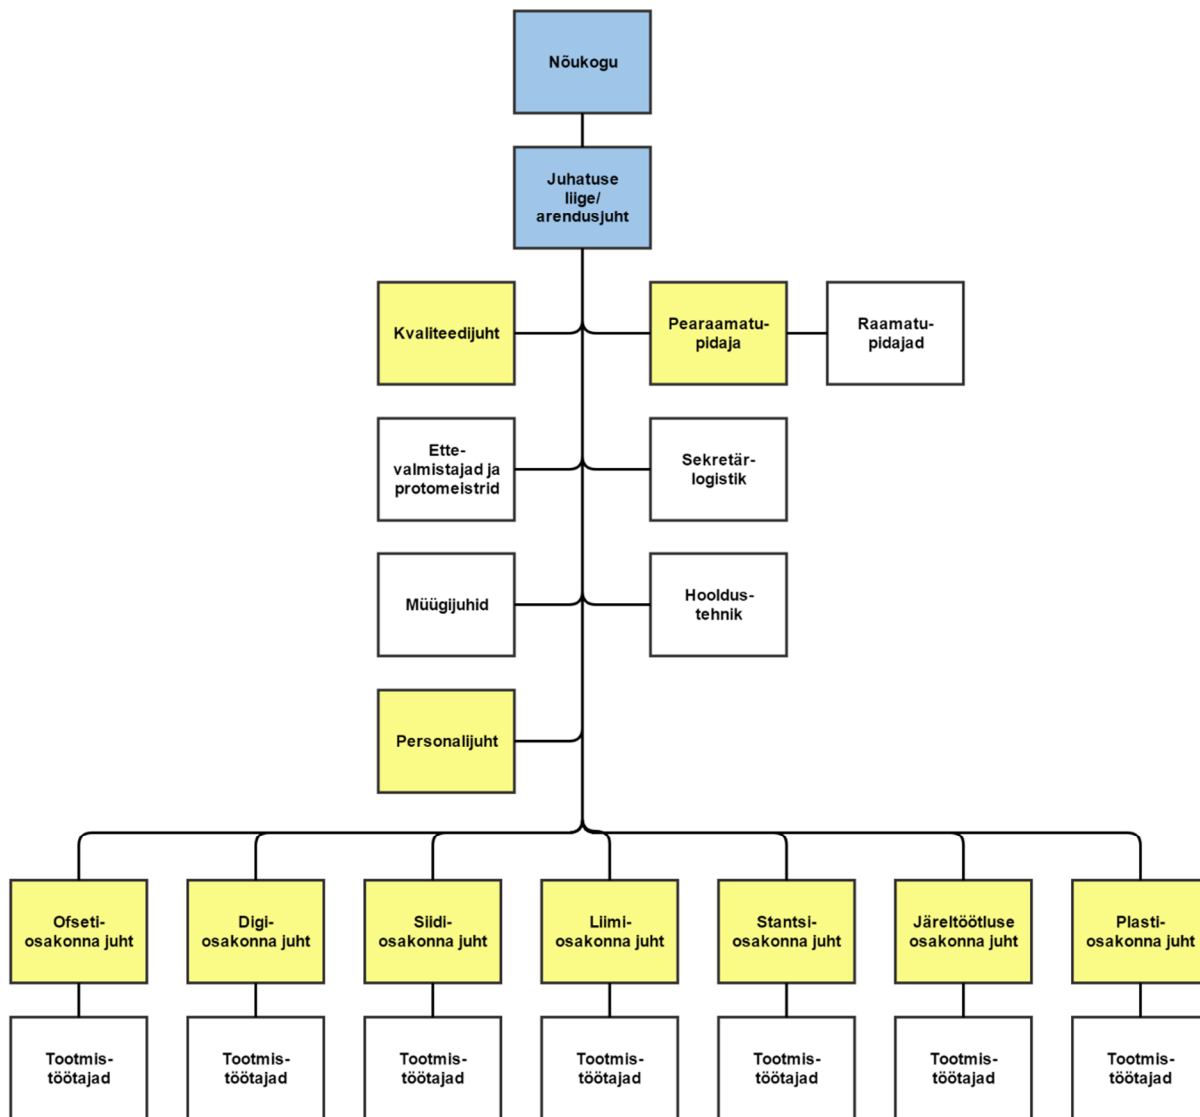 Nõukogu
Juhatuse
liige/
arendusjuht
Kvaliteedijuht
Pearaamatu-
pidaja
Raamatu-
pidajad
Ette-
valmistajad ja
protomeistrid
Sekretär-
logistik
Müügijuhid
Hooldus-
tehnik
Personalijuht
Ofseti-
osakonna juht
Digi-
osakonna juht
Siidi-
osakonna juht
Liimi-
osakonna juht
Stantsi-
osakonna juht
Järeltöötluse
osakonna juht
Plasti-
osakonna juht
Tootmis-
töötajad
Tootmis-
töötajad
Tootmis-
töötajad
Tootmis-
töötajad
Tootmis-
töötajad
Tootmis-
töötajad
Tootmis-
töötajad